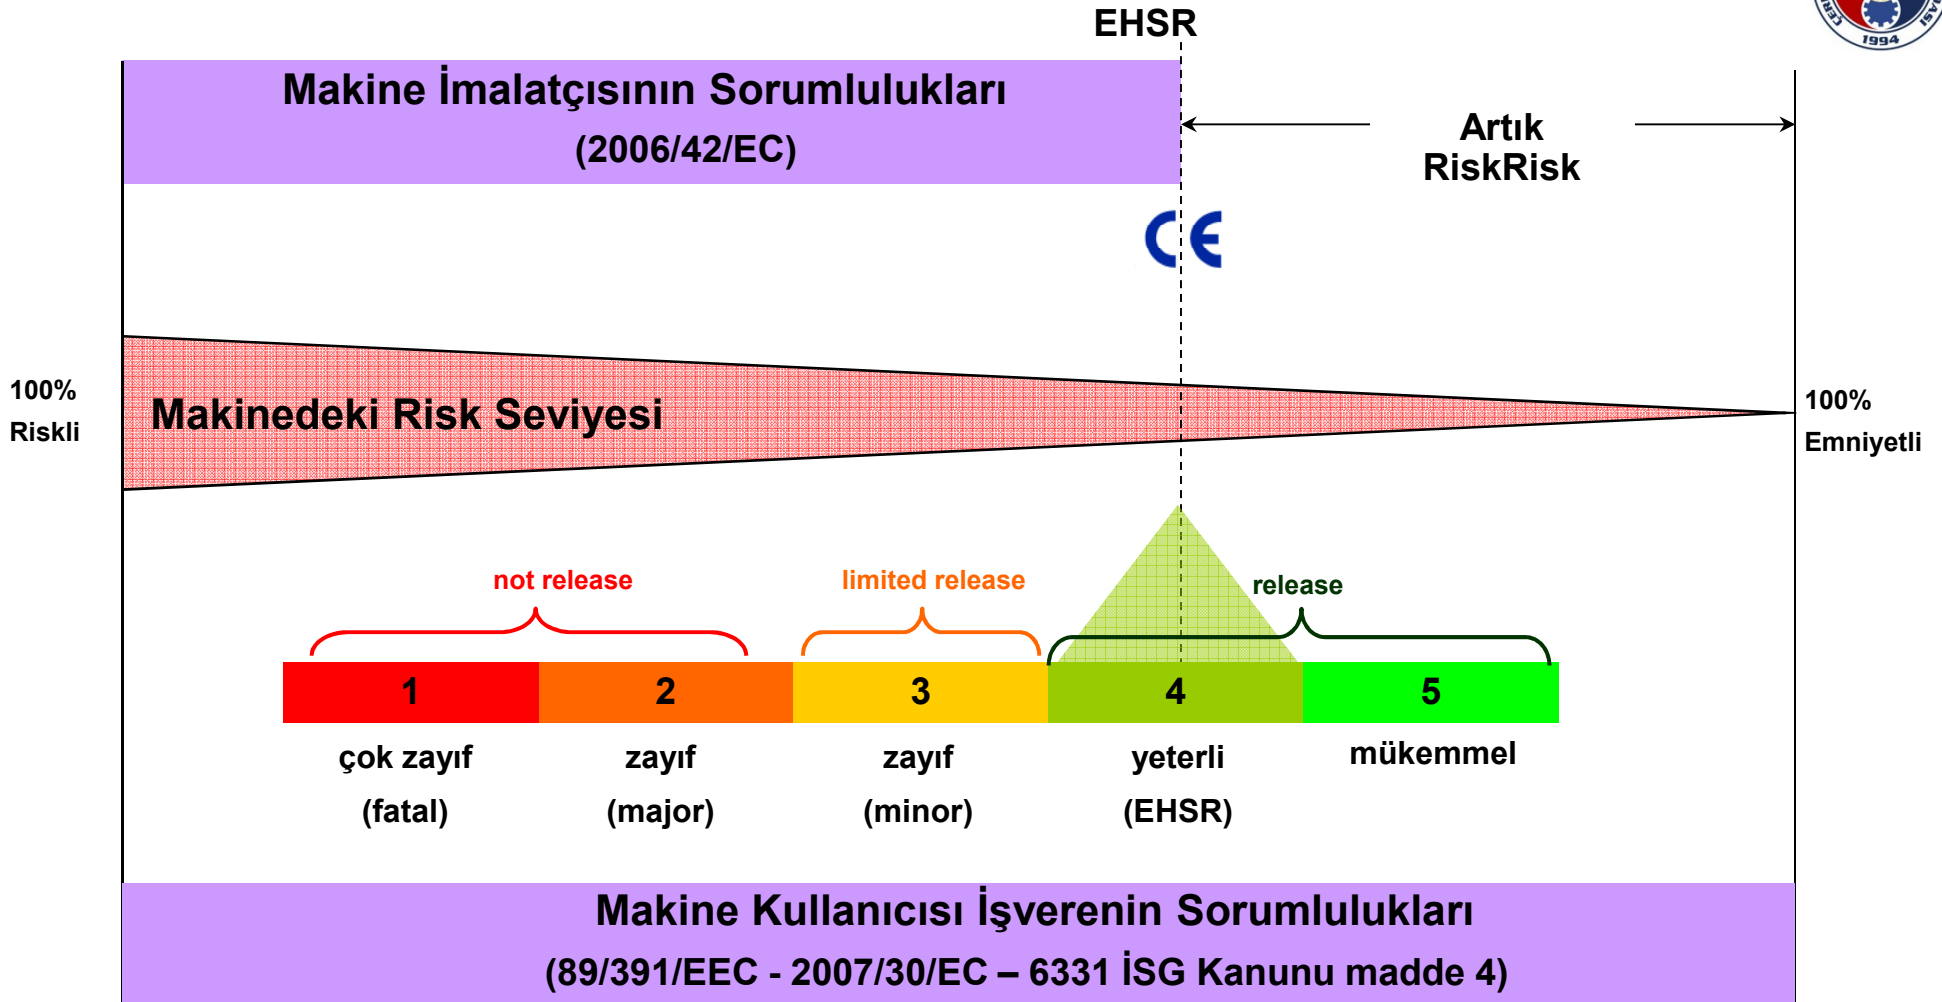 EHSR
1994
Makine İmalatçısının Sorumlulukları
(2006/42/EC)
Artık
RiskRisk
CE
100%
Riskli
Makinedeki Risk Seviyesi
100%
Emniyetli
not release
limited release
release
1
2
3
4
5
çok zayıf
(fatal)
zayıf
(major)
zayıf
(minor)
yeterli
(EHSR)
mükemmel
Makine Kullanıcısı İşverenin Sorumlulukları
(89/391/EEC - 2007/30/EC – 6331 İSG Kanunu madde 4)